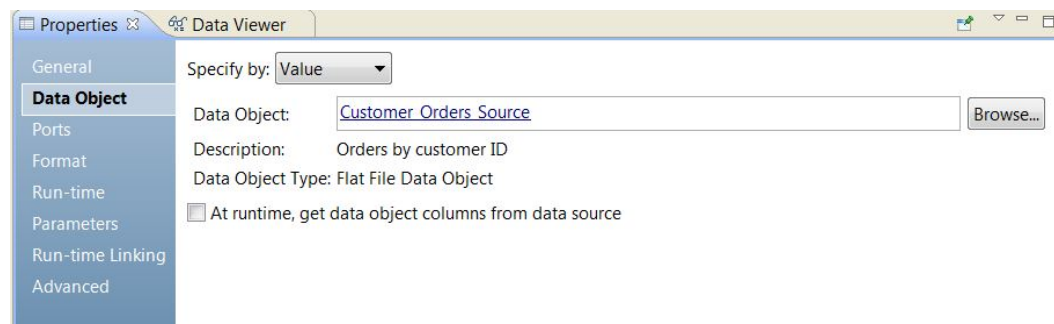 Properties Data Viewer
General
Data Object
Ports
Format
Run-time
Parameters
Run-time Linking
Advanced
Specify by: Value
Data Object: Customer_Orders_Source Browse...
Description: Orders by customer ID
Data Object Type: Flat File Data Object
At runtime, get data object columns from data source